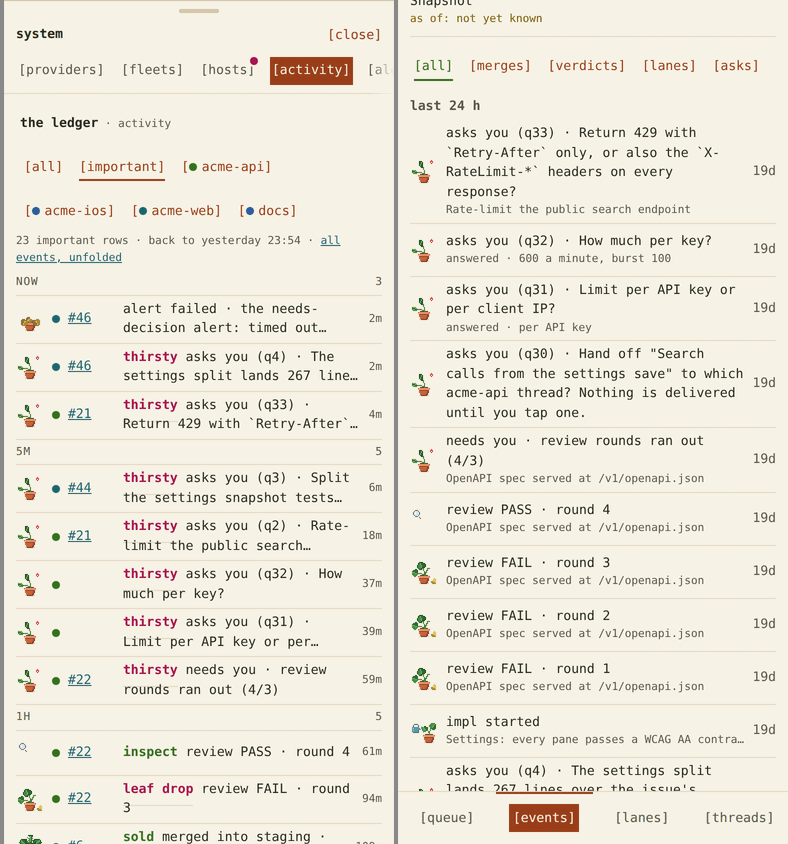 system
[close]
[providers] [fleets] [hosts] [activity] [al
the ledger · activity
[all] [important] [● acme-api]
[● acme-ios] [● acme-web] [● docs]
23 important rows · back to yesterday 23:54 · all
events, unfolded
NOW 3
#46 alert failed · the needs-
decision alert: timed out… 2m
#46 thirsty asks you (q4) · The
settings split lands 267 line… 2m
#21 thirsty asks you (q33) ·
Return 429 with `Retry-After`… 4m
5M 5
#44 thirsty asks you (q3) · Split
the settings snapshot tests… 6m
#21 thirsty asks you (q2) · Rate-
limit the public search… 18m
thirsty asks you (q32) · How
much per key? 37m
thirsty asks you (q31) ·
Limit per API key or per… 39m
#22 thirsty needs you · review
rounds ran out (4/3) 59m
1H 5
#22 inspect review PASS · round 4 61m
#22 leaf drop review FAIL · round
3 94m
sold merged into staging ·
as of: not yet known
[all] [merges] [verdicts] [lanes] [asks]
last 24 h
asks you (q33) · Return 429 with
`Retry-After` only, or also the `X-
RateLimit-*` headers on every
response?
Rate-limit the public search endpoint
19d
asks you (q32) · How much per key?
answered · 600 a minute, burst 100
19d
asks you (q31) · Limit per API key or
per client IP?
answered · per API key
19d
asks you (q30) · Hand off "Search
calls from the settings save" to which
acme-api thread? Nothing is delivered
until you tap one.
19d
needs you · review rounds ran out
(4/3)
OpenAPI spec served at /v1/openapi.json
19d
review PASS · round 4
OpenAPI spec served at /v1/openapi.json
19d
review FAIL · round 3
OpenAPI spec served at /v1/openapi.json
19d
review FAIL · round 2
OpenAPI spec served at /v1/openapi.json
19d
review FAIL · round 1
OpenAPI spec served at /v1/openapi.json
19d
impl started
Settings: every pane passes a WCAG AA contra…
19d
asks you (q4) · The settings split
lands 267 lines over the issue's
[queue] [events] [lanes] [threads]